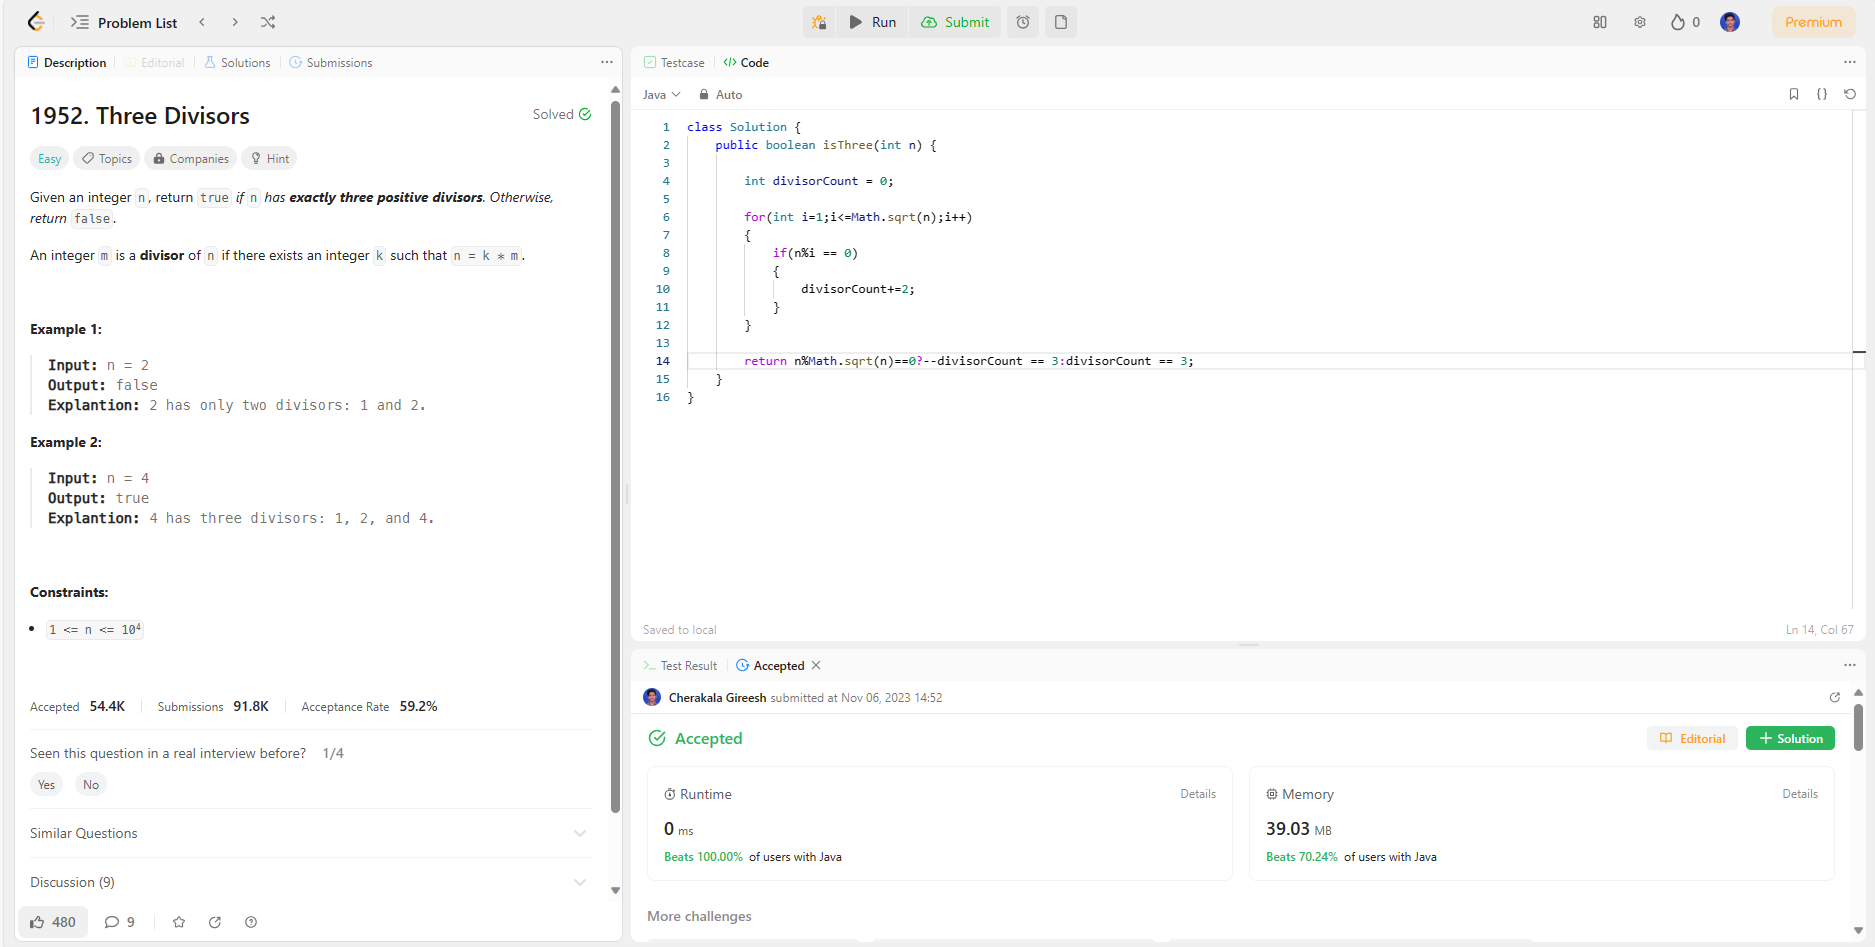 Problem List
Run
Submit
0
Premium
Description
Editorial
Solutions
Submissions
1952. Three Divisors
Solved
Easy
Topics
Companies
Hint
Given an integer n, return true if n has exactly three positive divisors. Otherwise,
return false.
An integer m is a divisor of n if there exists an integer k such that n = k * m.
Example 1:
Input: n = 2
Output: false
Explantion: 2 has only two divisors: 1 and 2.
Example 2:
Input: n = 4
Output: true
Explantion: 4 has three divisors: 1, 2, and 4.
Constraints:
• 1 <= n <= 10⁴
Accepted 54.4K
Submissions 91.8K
Acceptance Rate 59.2%
Seen this question in a real interview before? 1/4
Yes
No
Similar Questions
Discussion (9)
480
9
Testcase
</> Code
Java
Auto
1 class Solution {
2 public boolean isThree(int n) {
3
4 int divisorCount = 0;
5
6 for(int i=1;i<=Math.sqrt(n);i++)
7 {
8 if(n%i == 0)
9 {
10 divisorCount+=2;
11 }
12 }
13
14 return n%Math.sqrt(n)==0?--divisorCount == 3:divisorCount == 3;
15 }
16 }
Saved to local
Ln 14, Col 67
Test Result
Accepted
Cherakala Gireesh submitted at Nov 06, 2023 14:52
Accepted
Editorial
+ Solution
Runtime
Details
0 ms
Beats 100.00% of users with Java
Memory
Details
39.03 MB
Beats 70.24% of users with Java
More challenges